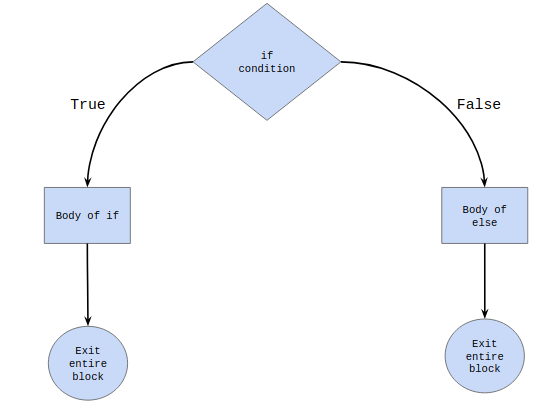 if
condition
True
False
Body of if
Body of
else
Exit
entire
block
Exit
entire
block